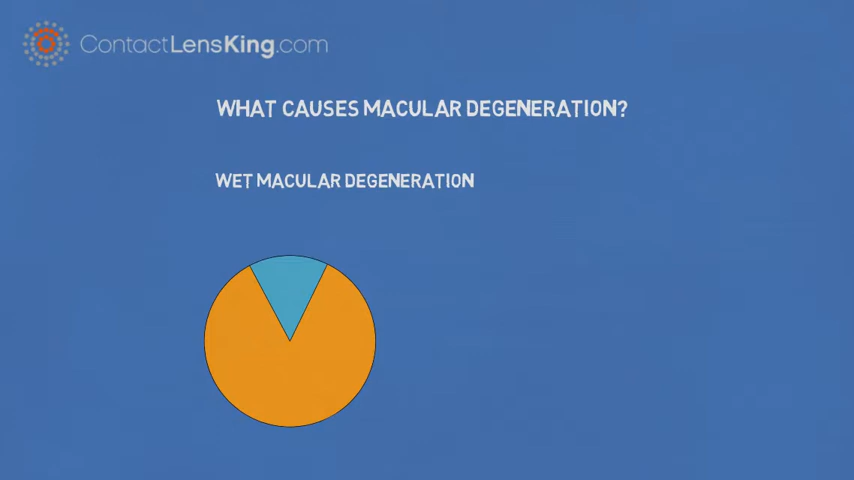 ContactLensKing.com
WHAT CAUSES MACULAR DEGENERATION?
WET MACULAR DEGENERATION